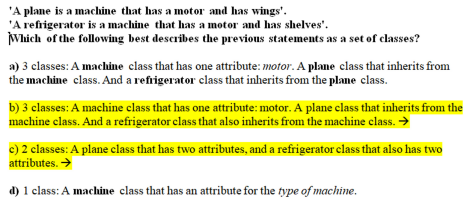 'A plane is a machine that has a motor and has wings'.
'A refrigerator is a machine that has a motor and has shelves'.
Which of the following best describes the previous statements as a set of classes?
a) 3 classes: A machine class that has one attribute: motor. A plane class that inherits from
the machine class. And a refrigerator class that inherits from the plane class.
b) 3 classes: A machine class that has one attribute: motor. A plane class that inherits from the
machine class. And a refrigerator class that also inherits from the machine class. →
c) 2 classes: A plane class that has two attributes, and a refrigerator class that also has two
attributes. →
d) 1 class: A machine class that has an attribute for the type of machine.